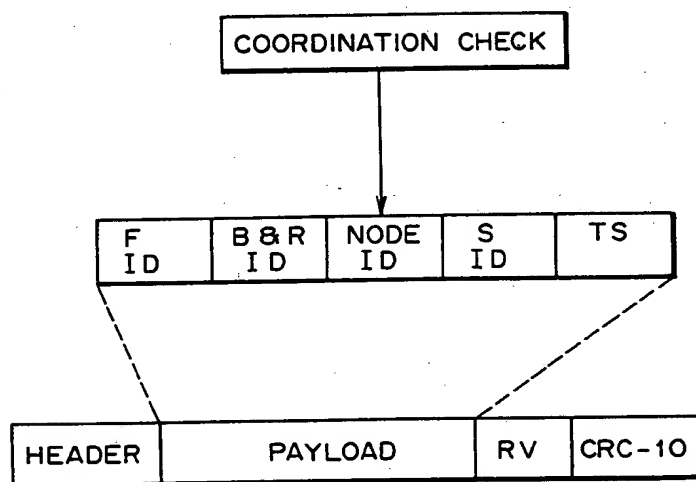 COORDINATION CHECK
F ID
B & R ID
NODE ID
S ID
TS
HEADER
PAYLOAD
RV
CRC-10